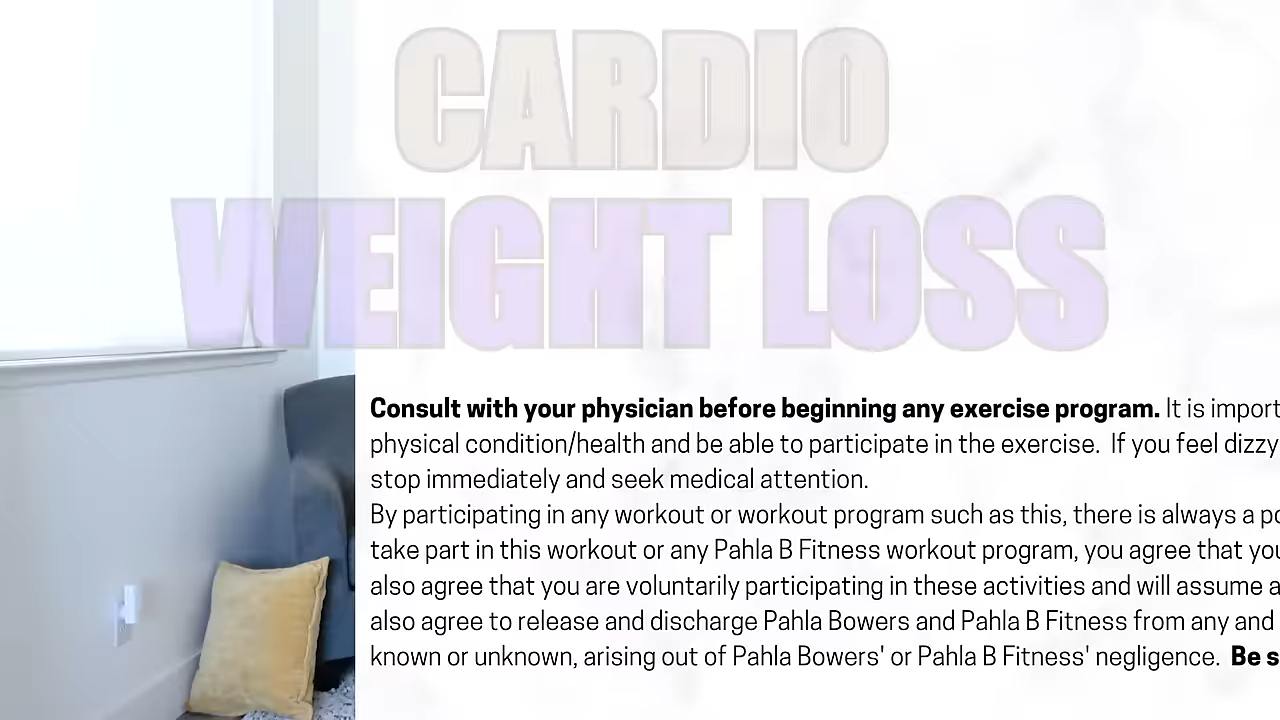 CARDIO
WEIGHT LOSS
Consult with your physician before beginning any exercise program. It is import
physical condition/health and be able to participate in the exercise. If you feel dizzy
stop immediately and seek medical attention.
By participating in any workout or workout program such as this, there is always a po
take part in this workout or any Pahla B Fitness workout program, you agree that you
also agree that you are voluntarily participating in these activities and will assume a
also agree to release and discharge Pahla Bowers and Pahla B Fitness from any and
known or unknown, arising out of Pahla Bowers' or Pahla B Fitness' negligence. Be s